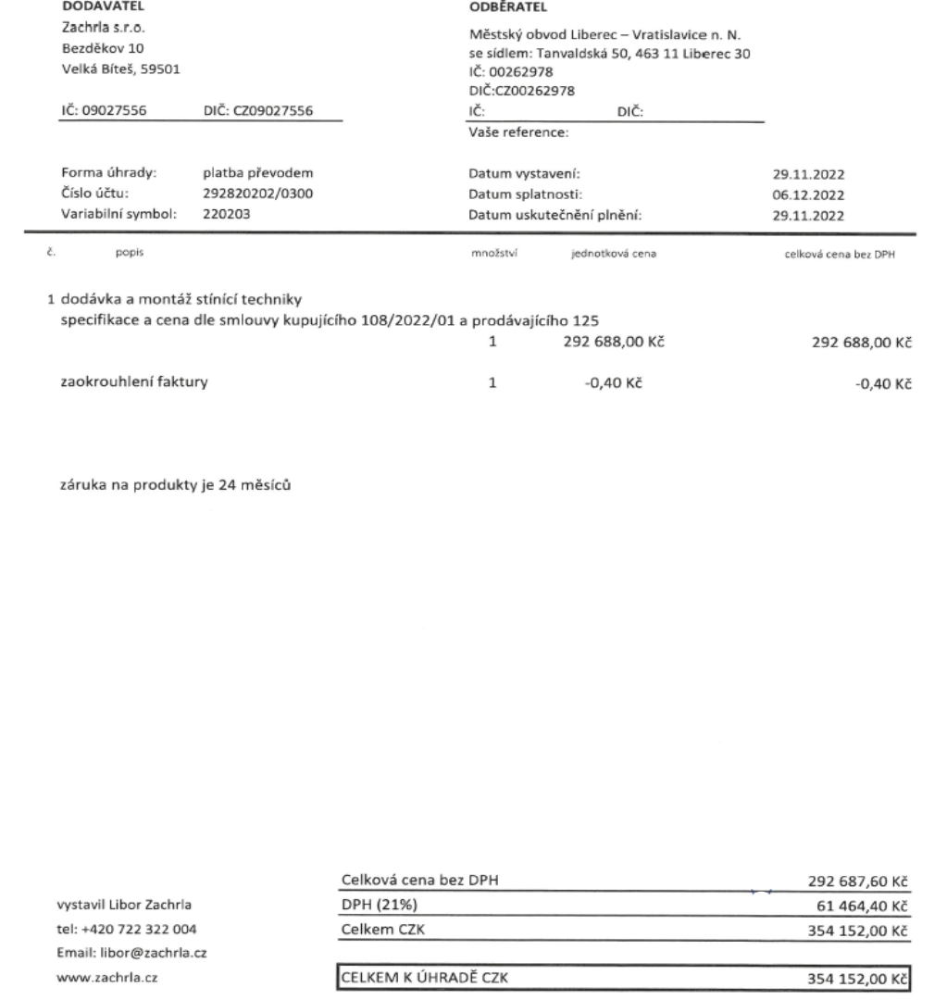 DODAVATEL
Zachrla s.r.o.
Bezděkov 10
Velká Bíteš, 59501
IČ: 09027556 DIČ: CZ09027556
ODBĚRATEL
Městský obvod Liberec – Vratislavice n. N.
se sídlem: Tanvaldská 50, 463 11 Liberec 30
IČ: 00262978
DIČ:CZ00262978
IČ: DIČ:
Vaše reference:
Forma úhrady: platba převodem
Číslo účtu: 292820202/0300
Variabilní symbol: 220203
Datum vystavení: 29.11.2022
Datum splatnosti: 06.12.2022
Datum uskutečnění plnění: 29.11.2022
č. popis množství jednotková cena celková cena bez DPH
1 dodávka a montáž stínící techniky
specifikace a cena dle smlouvy kupujícího 108/2022/01 a prodávajícího 125
1 292 688,00 Kč 292 688,00 Kč
zaokrouhlení faktury 1 -0,40 Kč -0,40 Kč
záruka na produkty je 24 měsíců
Celková cena bez DPH 292 687,60 Kč
DPH (21%) 61 464,40 Kč
Celkem CZK 354 152,00 Kč
CELKEM K ÚHRADĚ CZK 354 152,00 Kč
vystavil Libor Zachrla
tel: +420 722 322 004
Email: libor@zachrla.cz
www.zachrla.cz